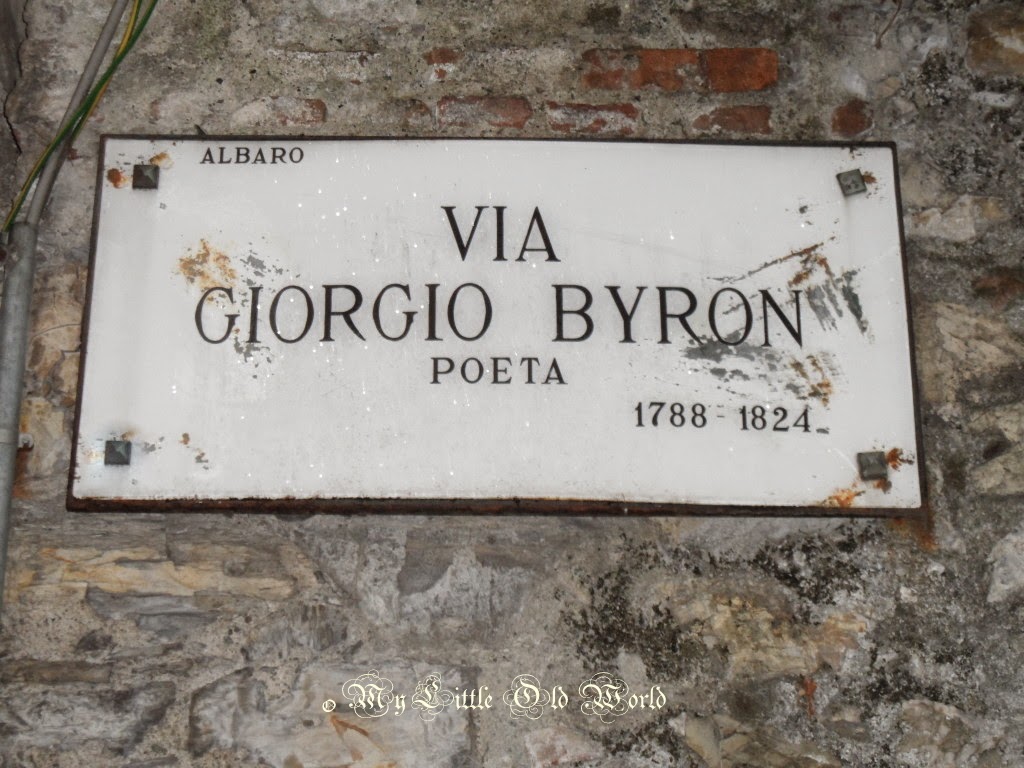 ALBARO
VIA
GIORGIO BYRON
POETA
1788 - 1824
© My Little Old World